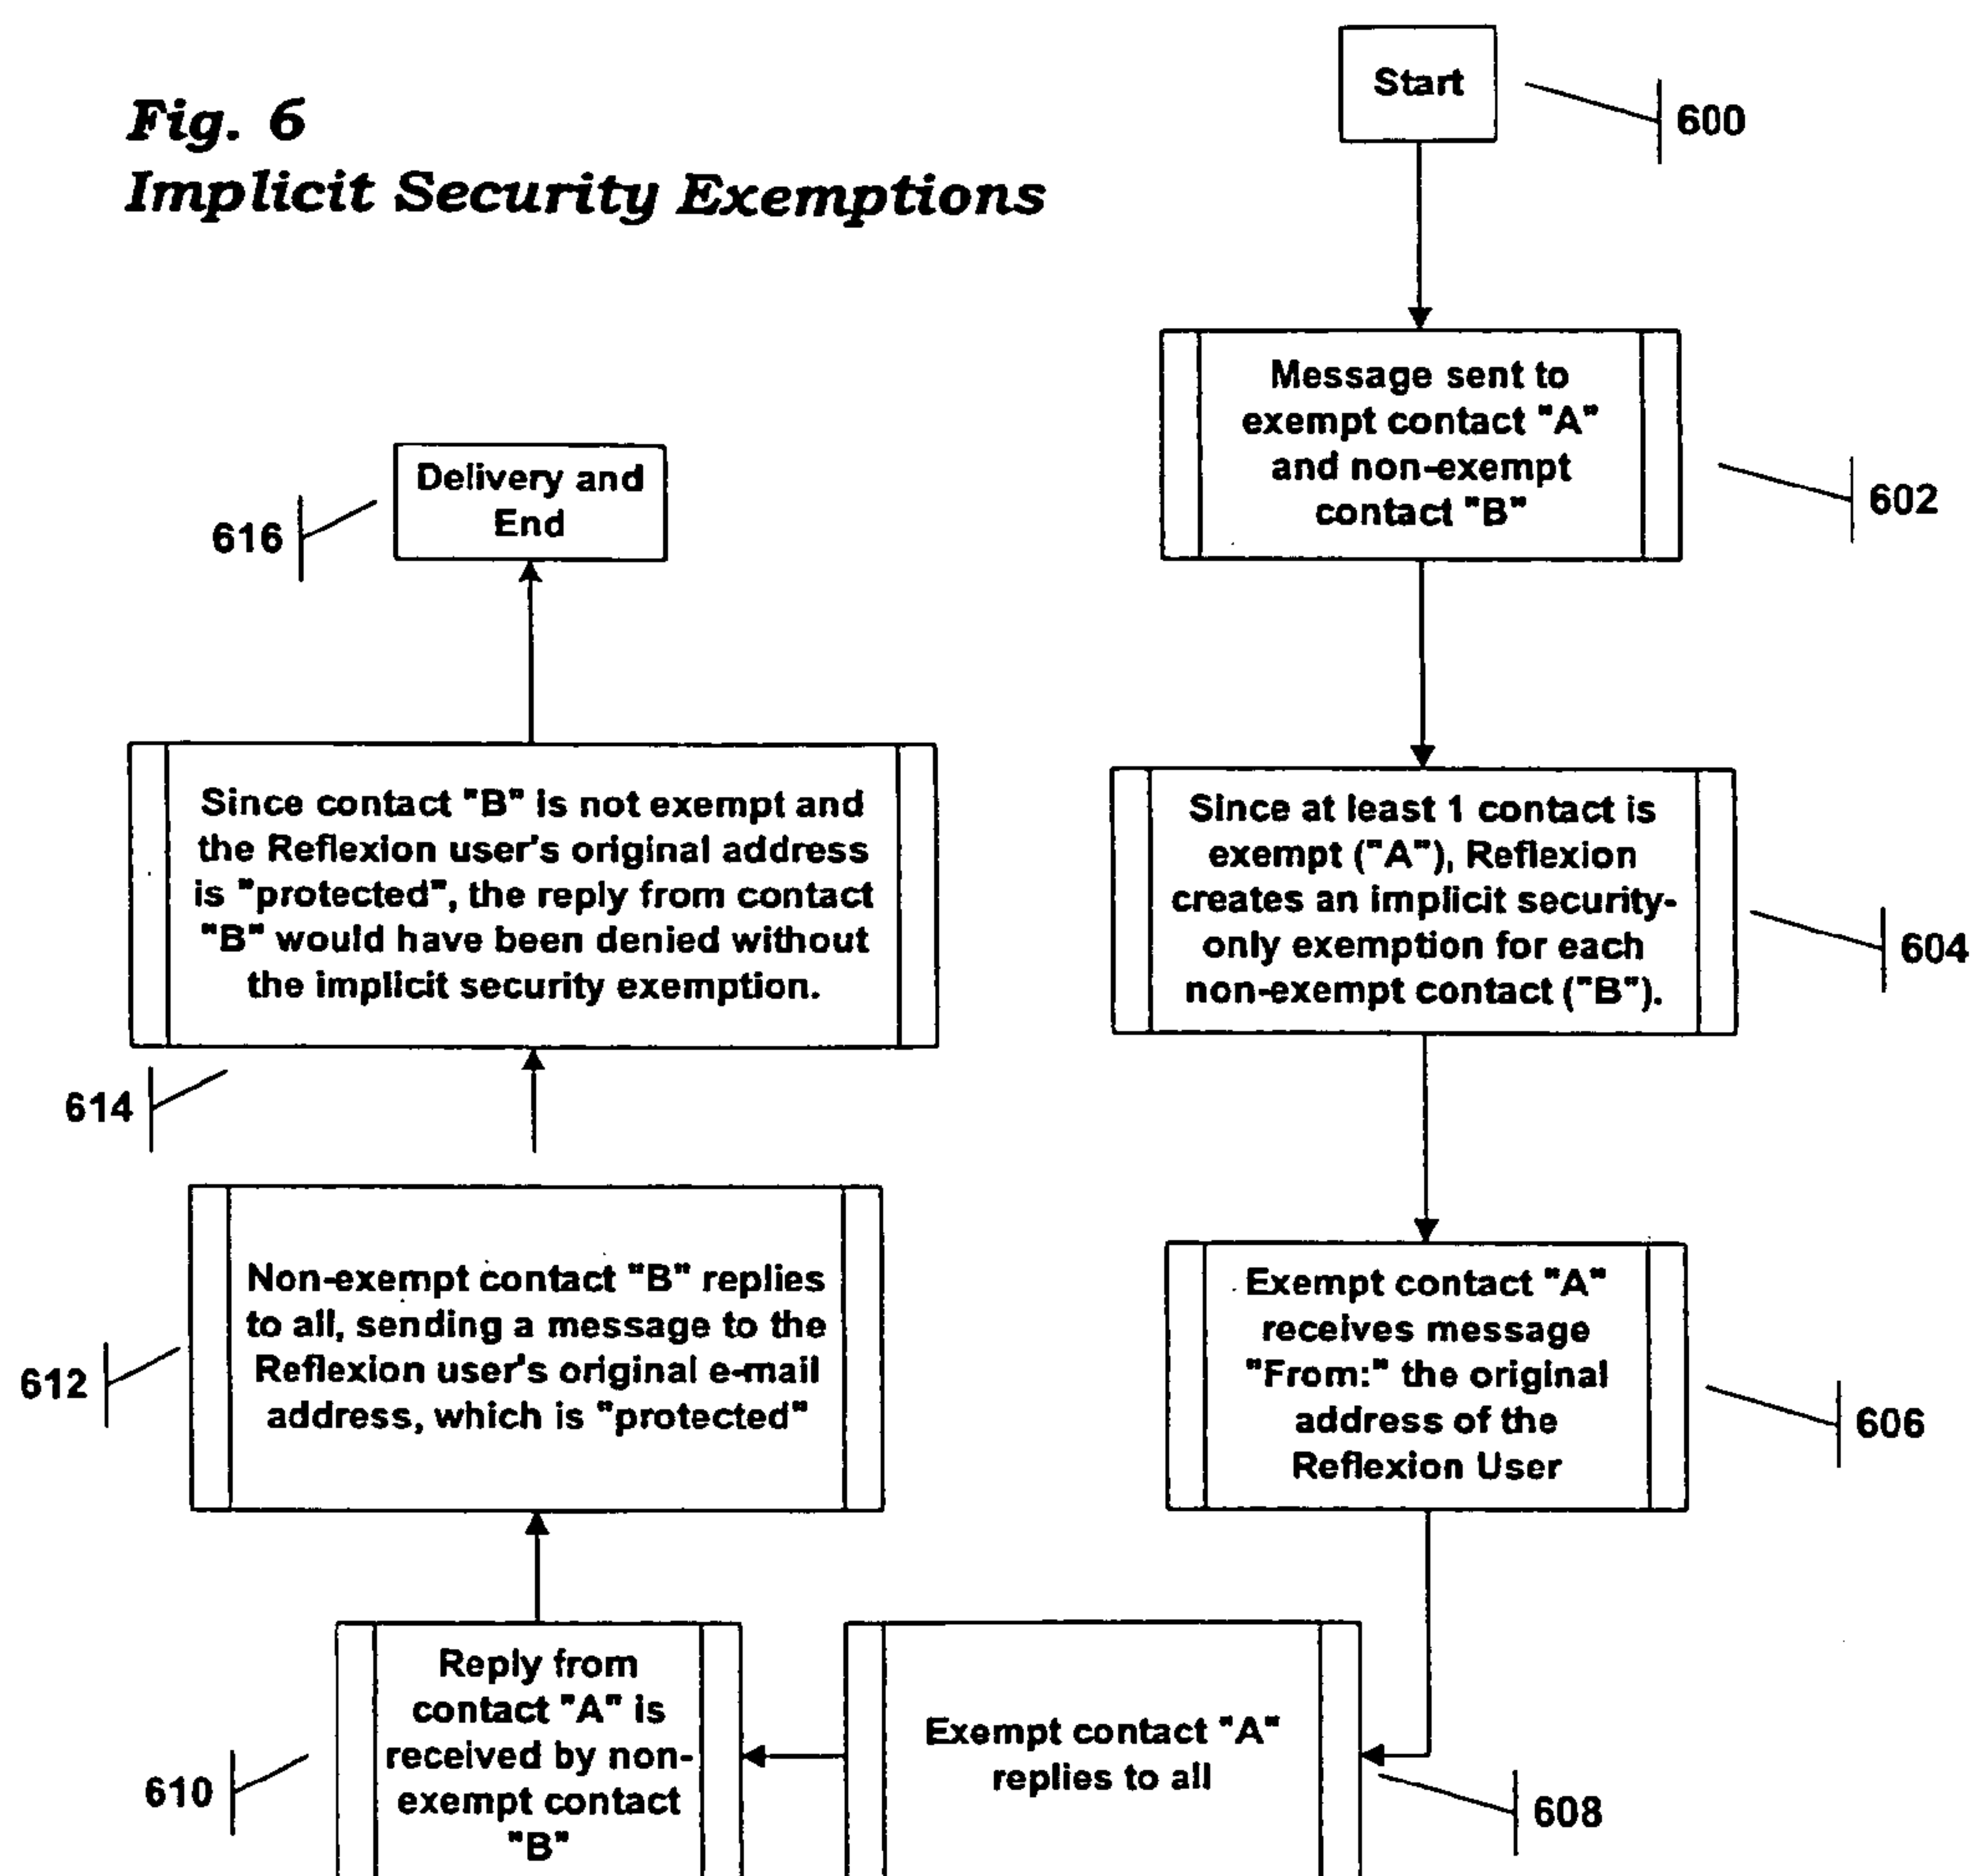 Fig. 6
Implicit Security Exemptions
Start
600
Message sent to
exempt contact "A"
and non-exempt
contact "B"
602
Since at least 1 contact is
exempt ("A"), Reflexion
creates an implicit security-
only exemption for each
non-exempt contact ("B").
604
Exempt contact "A"
receives message
"From:" the original
address of the
Reflexion User
606
Exempt contact "A"
replies to all
608
Reply from
contact "A" is
received by non-
exempt contact
"B"
610
Non-exempt contact "B" replies
to all, sending a message to the
Reflexion user's original e-mail
address, which is "protected"
612
Since contact "B" is not exempt and
the Reflexion user's original address
is "protected", the reply from contact
"B" would have been denied without
the implicit security exemption.
614
Delivery and
End
616